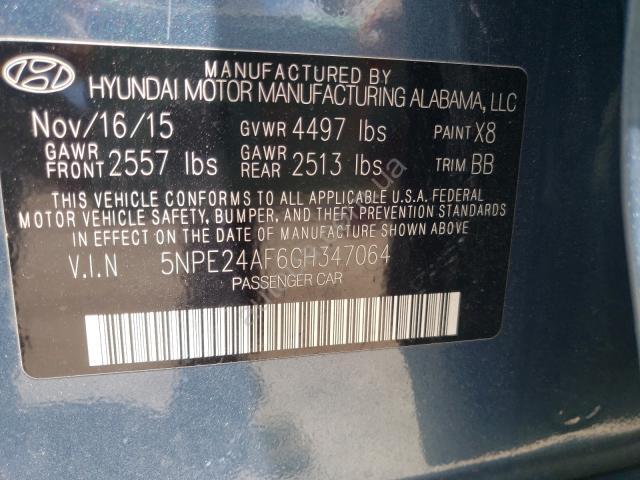 MANUFACTURED BY
HYUNDAI MOTOR MANUFACTURING ALABAMA, LLC
Nov/16/15 GVWR 4497 lbs PAINT X8
GAWR FRONT 2557 lbs GAWR REAR 2513 lbs TRIM BB
THIS VEHICLE CONFORMS TO ALL APPLICABLE U.S.A. FEDERAL
MOTOR VEHICLE SAFETY, BUMPER, AND THEFT PREVENTION STANDARDS
IN EFFECT ON THE DATE OF MANUFACTURE SHOWN ABOVE.
V.I.N 5NPE24AF6GH347064
PASSENGER CAR